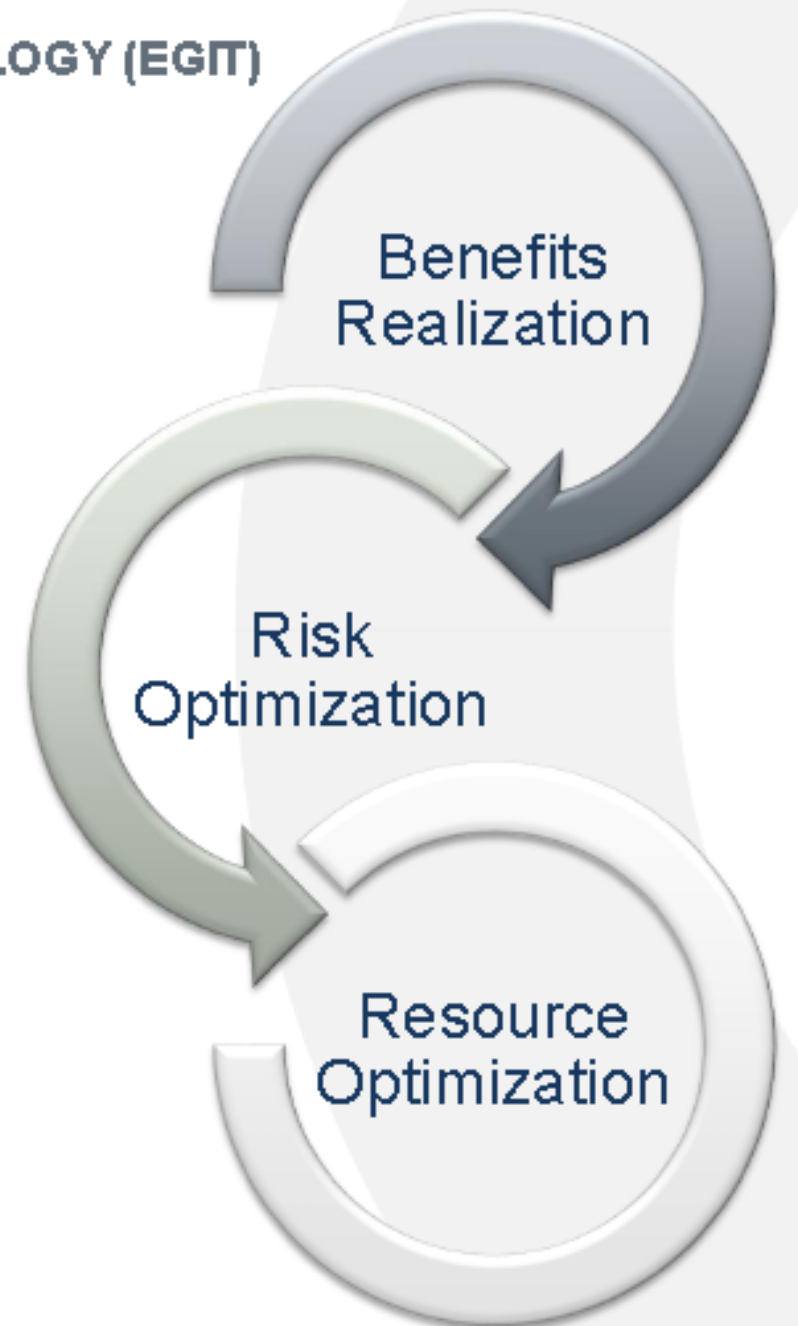 LOGY (EGIT)
Benefits
Realization
Risk
Optimization
Resource
Optimization